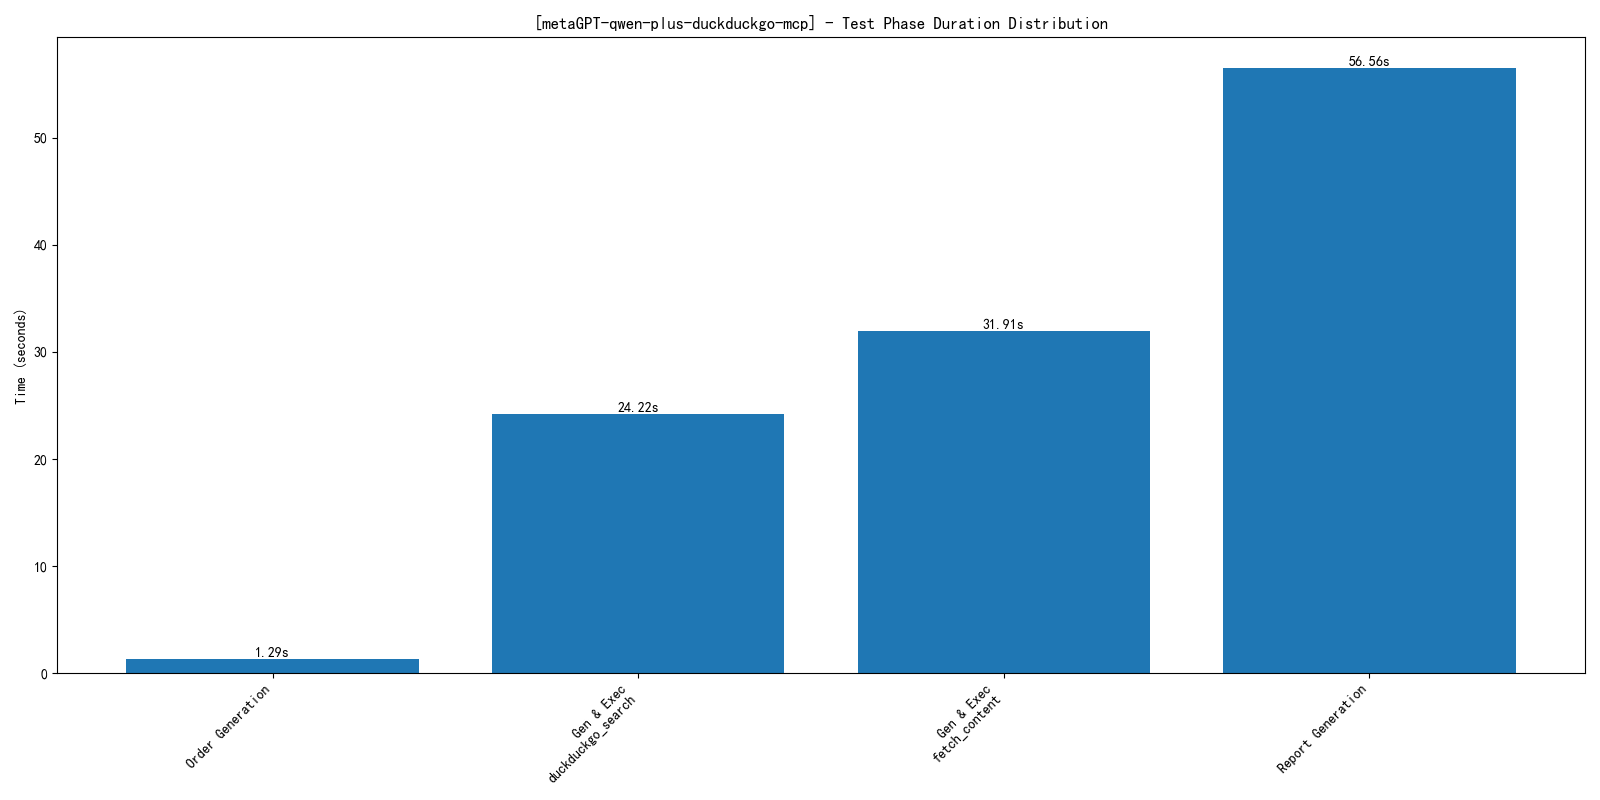 [metaGPT-qwen-plus-duckduckgo-mcp] - Test Phase Duration Distribution
Time (seconds)
50
40
30
20
10
0
1.29s
24.22s
31.91s
56.56s
Order Generation
Gen & Exec
duckduckgo_search
Gen & Exec
fetch_content
Report Generation